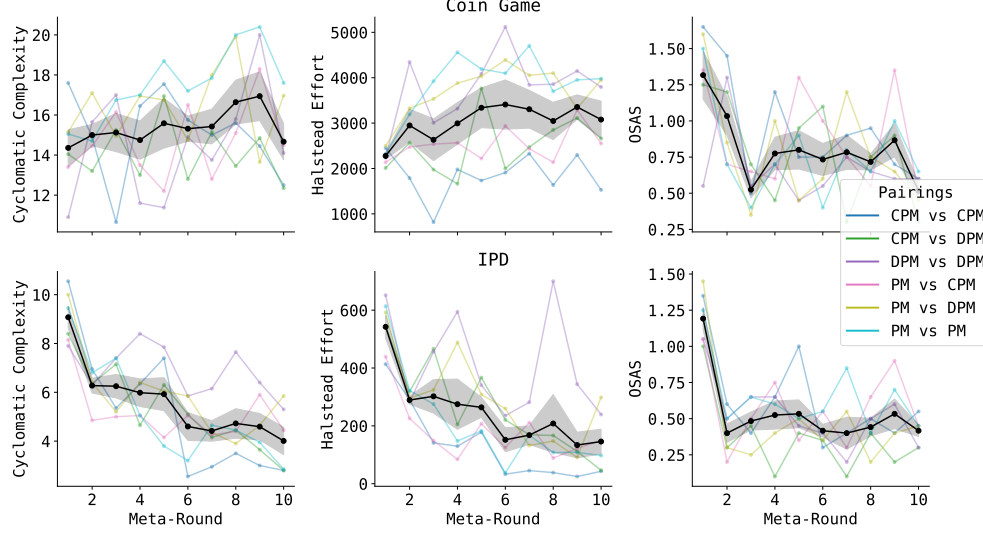 Coin Game
Cyclomatic Complexity
20
18
16
14
12
Halstead Effort
5000
4000
3000
2000
1000
OSAS
1.50
1.25
1.00
0.75
0.50
0.25
Pairings
CPM vs CPM
CPM vs DPM
DPM vs DPM
PM vs CPM
PM vs DPM
PM vs PM
IPD
Cyclomatic Complexity
10
8
6
4
2 4 6 8 10
Meta-Round
Halstead Effort
600
400
200
0
2 4 6 8 10
Meta-Round
OSAS
1.50
1.25
1.00
0.75
0.50
0.25
2 4 6 8 10
Meta-Round